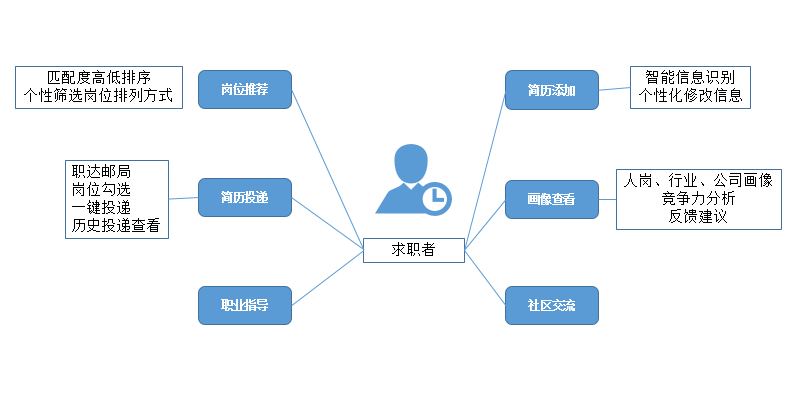 匹配度高低排序
个性筛选岗位排列方式
岗位推荐
职达邮局
岗位勾选
一键投递
历史投递查看
简历投递
职业指导
求职者
简历添加
智能信息识别
个性化修改信息
画像查看
人岗、行业、公司画像
竞争力分析
反馈建议
社区交流